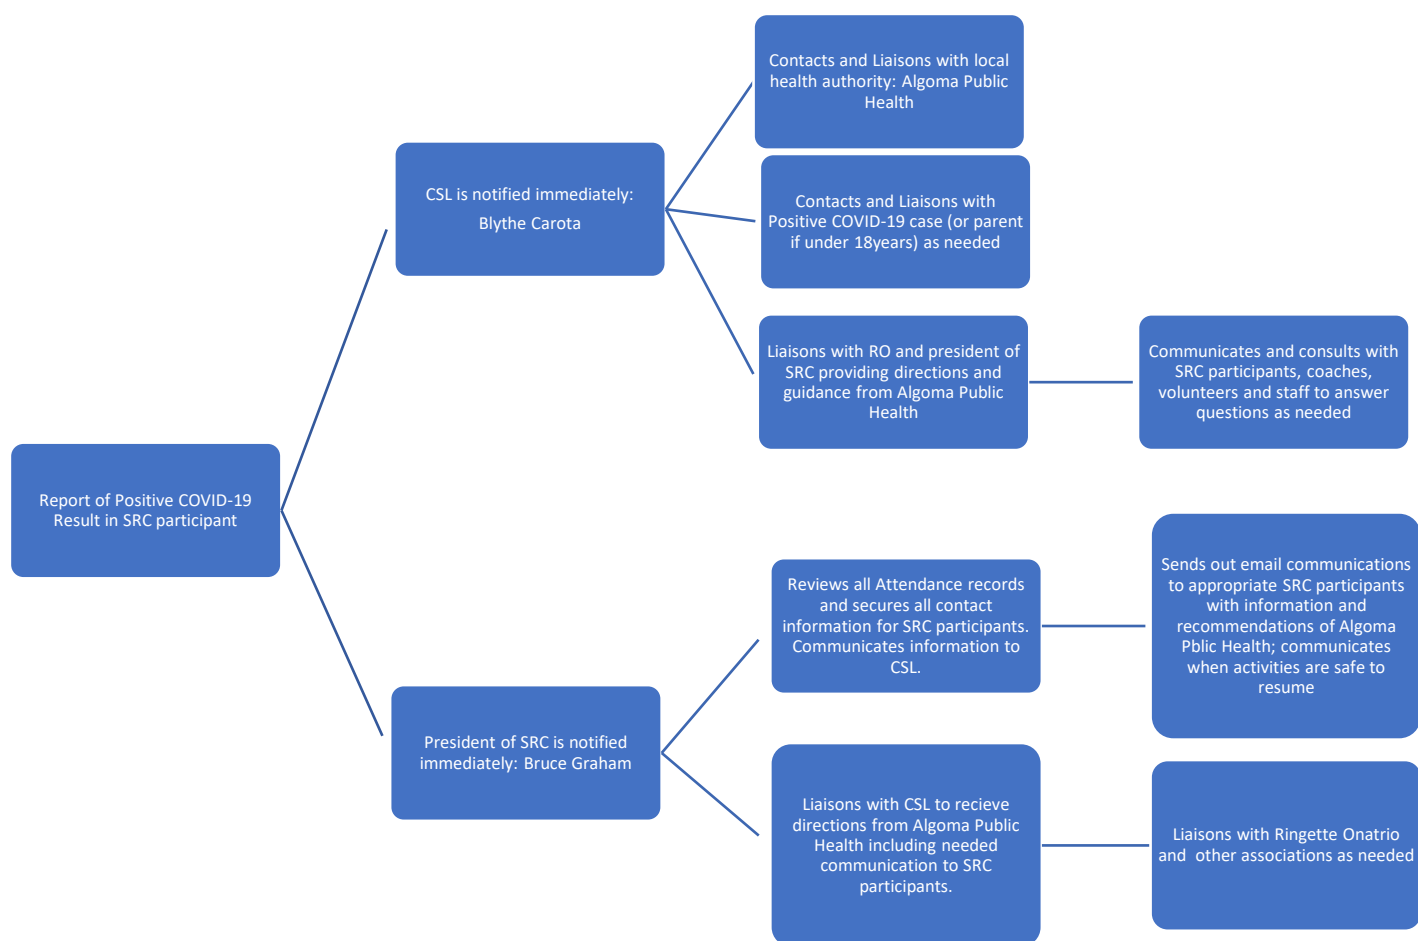 Contacts and Liaisons with local
health authority: Algoma Public
Health
CSL is notified immediately:
Blythe Carota
Contacts and Liaisons with
Positive COVID-19 case (or parent
if under 18years) as needed
Liaisons with RO and president of
SRC providing directions and
guidance from Algoma Public
Health
Communicates and consults with
SRC participants, coaches,
volunteers and staff to answer
questions as needed
Report of Positive COVID-19
Result in SRC participant
President of SRC is notified
immediately: Bruce Graham
Reviews all Attendance records
and secures all contact
information for SRC participants.
Communicates information to
CSL.
Sends out email communications
to appropriate SRC participants
with information and
recommendations of Algoma
Pblic Health; communicates
when activities are safe to
resume
Liaisons with CSL to recieve
directions from Algoma Public
Health including needed
communication to SRC
participants.
Liaisons with Ringette Onatrio
and  other associations as needed